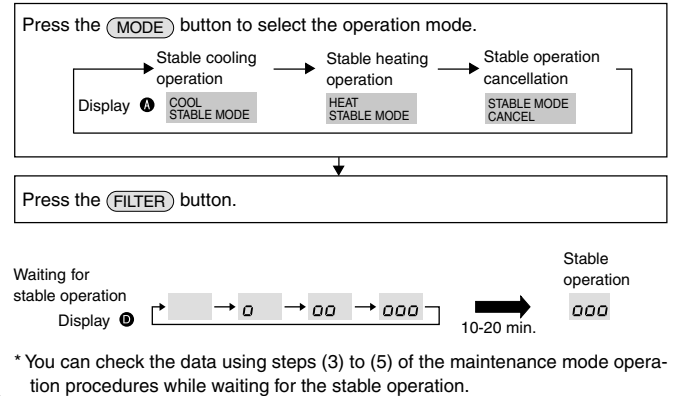 Press the MODE button to select the operation mode.
Stable cooling operation
Stable heating operation
Stable operation cancellation
Display A
COOL
STABLE MODE
HEAT
STABLE MODE
STABLE MODE
CANCEL
Press the FILTER button.
Waiting for
stable operation
Display D
0
00
000
10-20 min.
Stable
operation
000
* You can check the data using steps (3) to (5) of the maintenance mode opera-
tion procedures while waiting for the stable operation.